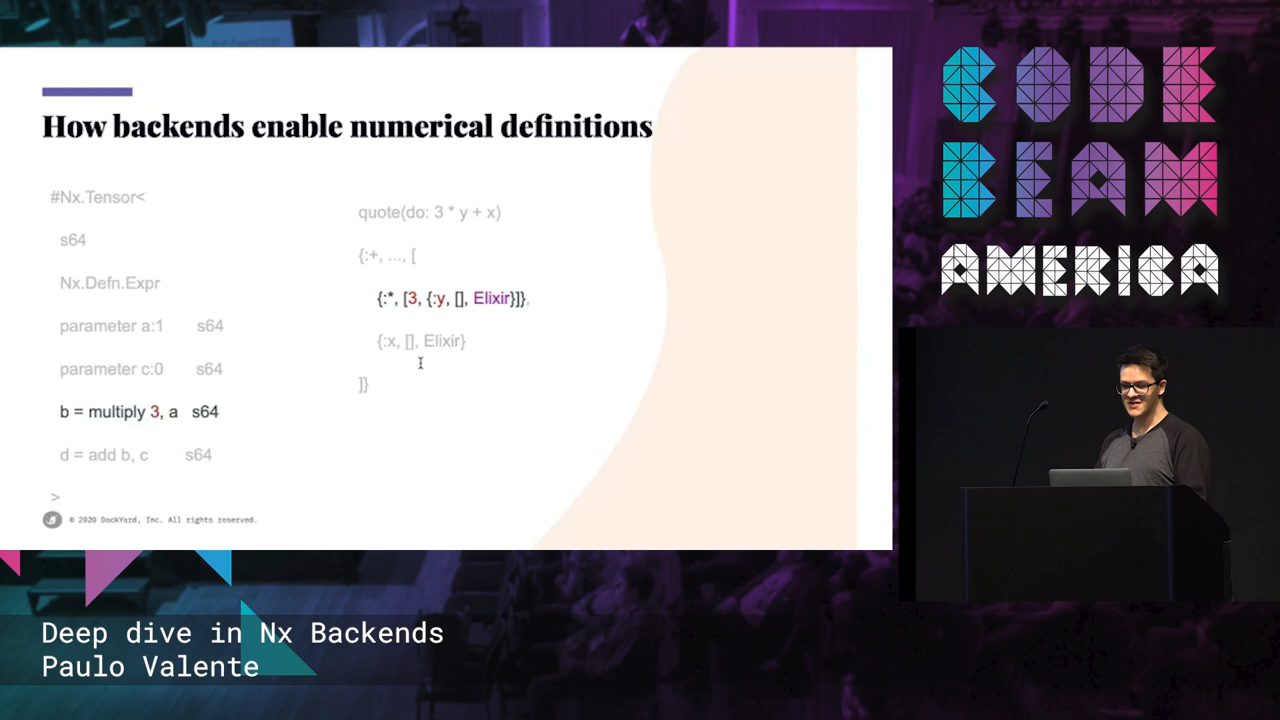 How backends enable numerical definitions
#Nx.Tensor<
s64
Nx.Defn.Expr
parameter a:1 s64
parameter c:0 s64
b = multiply 3, a s64
d = add b, c s64
>
quote(do: 3 * y + x)
{:+, ..., [
{:*, [3, {:y, [], Elixir}]},
{:x, [], Elixir}
]}
© 2020 DockYard, Inc. All rights reserved.
CODE
BEAM
AMERICA
Deep dive in Nx Backends
Paulo Valente